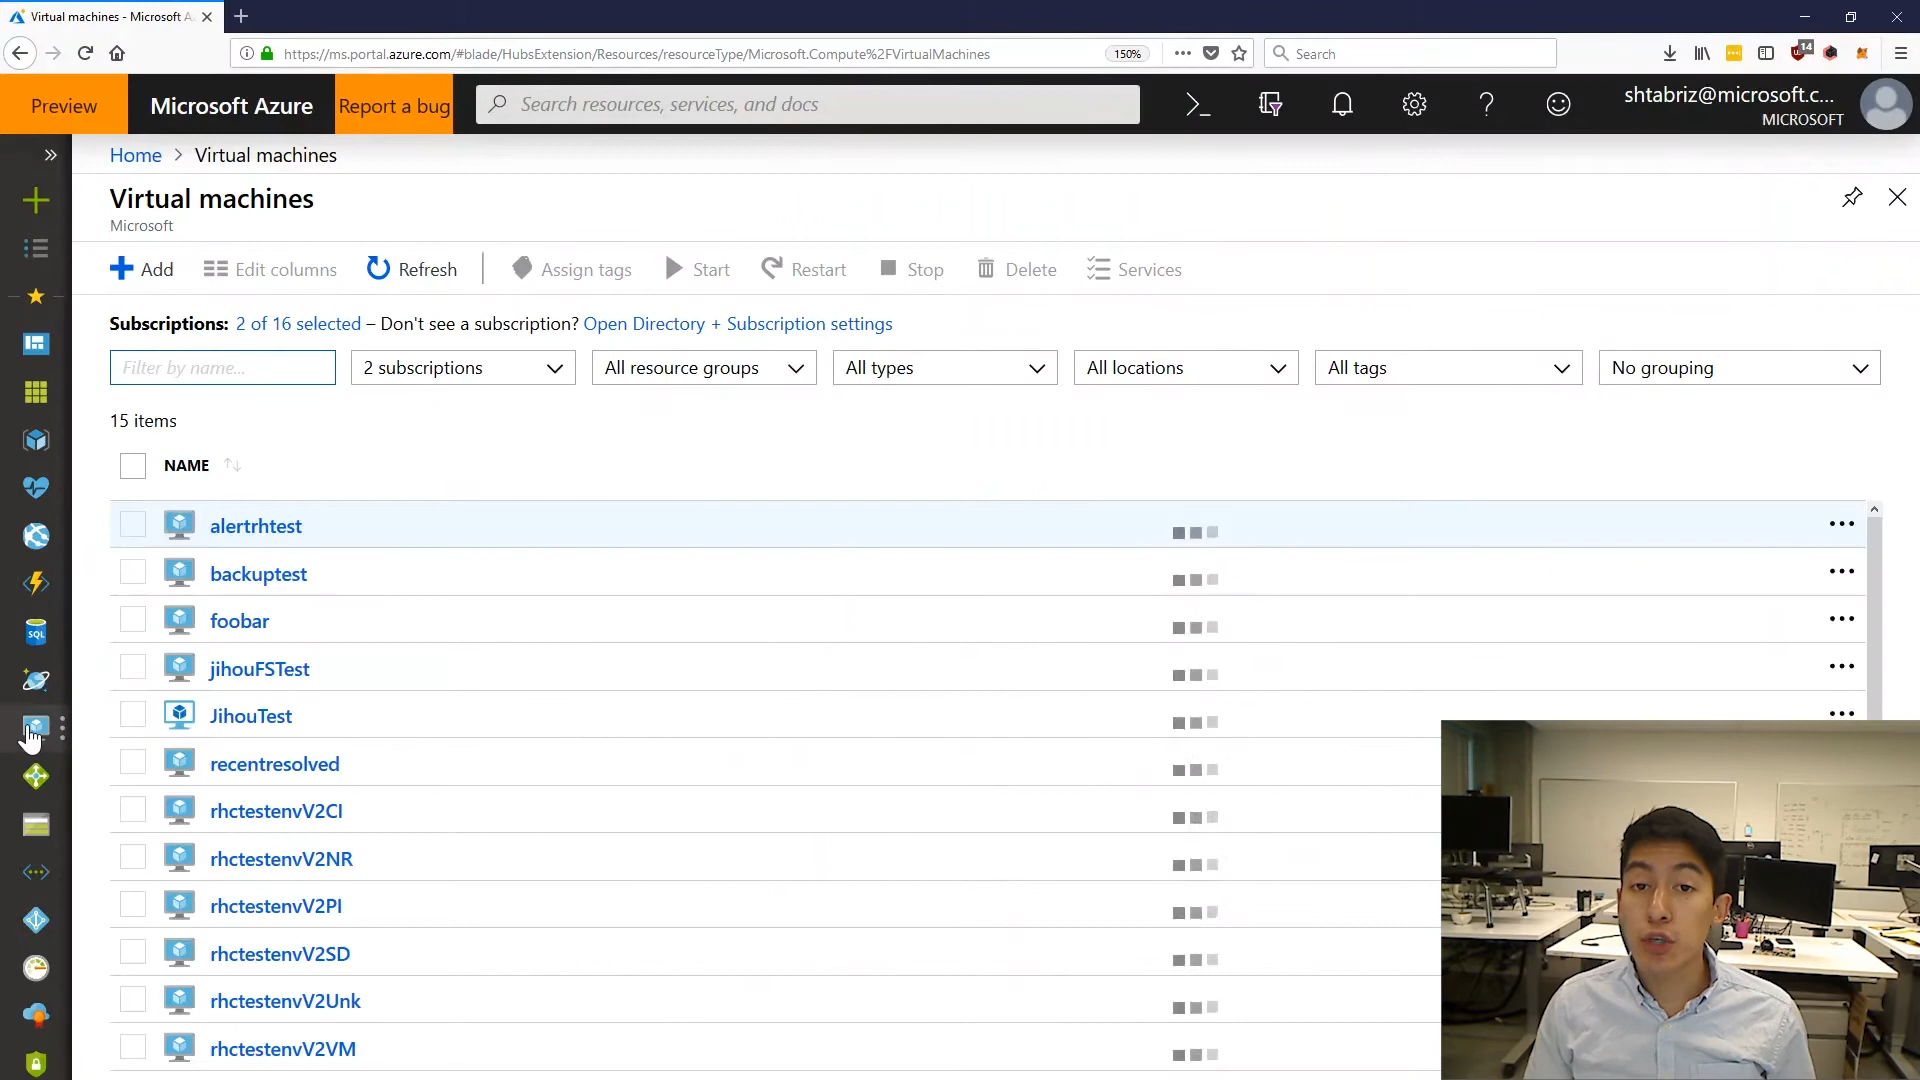 Virtual machines - Microsoft A
https://ms.portal.azure.com/#blade/HubsExtension/Resources/resourceType/Microsoft.Compute%2FVirtualMachines
150%
Search
14
Preview
Microsoft Azure
Report a bug
Search resources, services, and docs
shtabriz@microsoft.c...
MICROSOFT
Home > Virtual machines
Virtual machines
Microsoft
Add
Edit columns
Refresh
Assign tags
Start
Restart
Stop
Delete
Services
Subscriptions: 2 of 16 selected – Don't see a subscription? Open Directory + Subscription settings
Filter by name...
2 subscriptions
All resource groups
All types
All locations
All tags
No grouping
15 items
NAME
alertrhtest
backuptest
foobar
jihouFSTest
JihouTest
recentresolved
rhctestenvV2CI
rhctestenvV2NR
rhctestenvV2PI
rhctestenvV2SD
rhctestenvV2Unk
rhctestenvV2VM
SQL